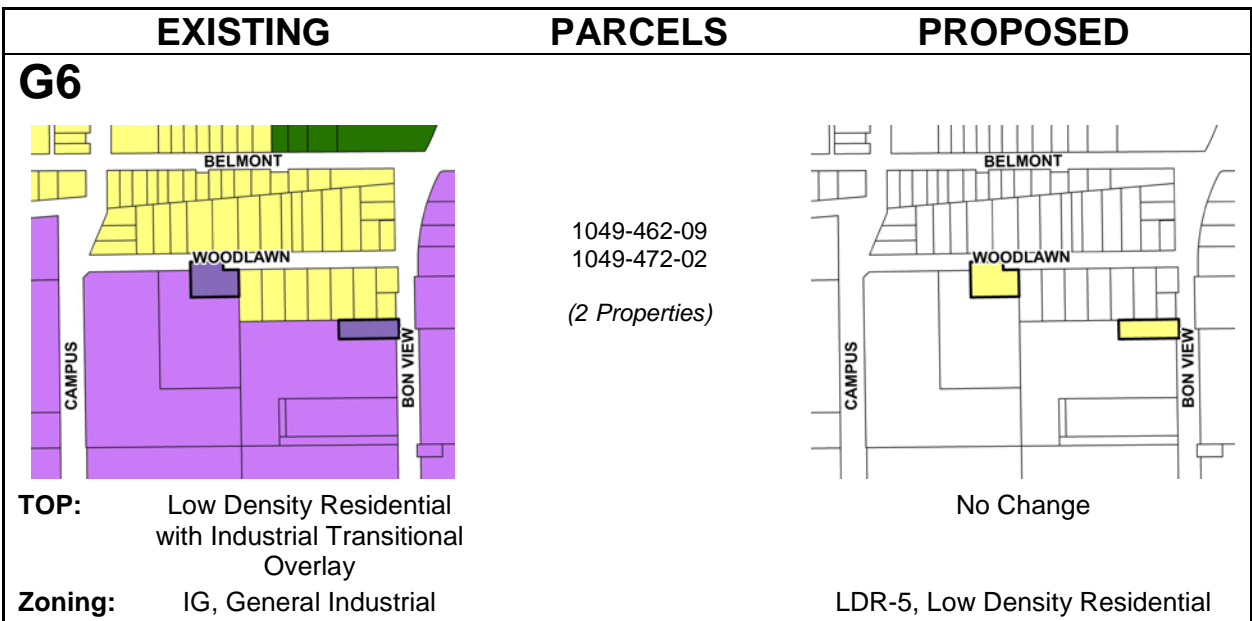 EXISTING PARCELS PROPOSED
G6
BELMONT
WOODLAWN
CAMPUS
BON VIEW
1049-462-09
1049-472-02
(2 Properties)
BELMONT
WOODLAWN
CAMPUS
BON VIEW
TOP: Low Density Residential
with Industrial Transitional
Overlay
No Change
Zoning: IG, General Industrial
LDR-5, Low Density Residential